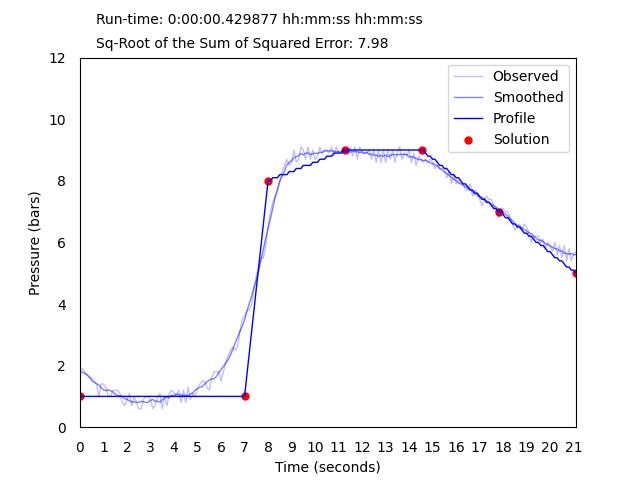 Run-time: 0:00:00.429877 hh:mm:ss hh:mm:ss
Sq-Root of the Sum of Squared Error: 7.98
Observed
Smoothed
Profile
Solution
12
10
8
6
4
2
0
Pressure (bars)
0 1 2 3 4 5 6 7 8 9 10 11 12 13 14 15 16 17 18 19 20 21
Time (seconds)